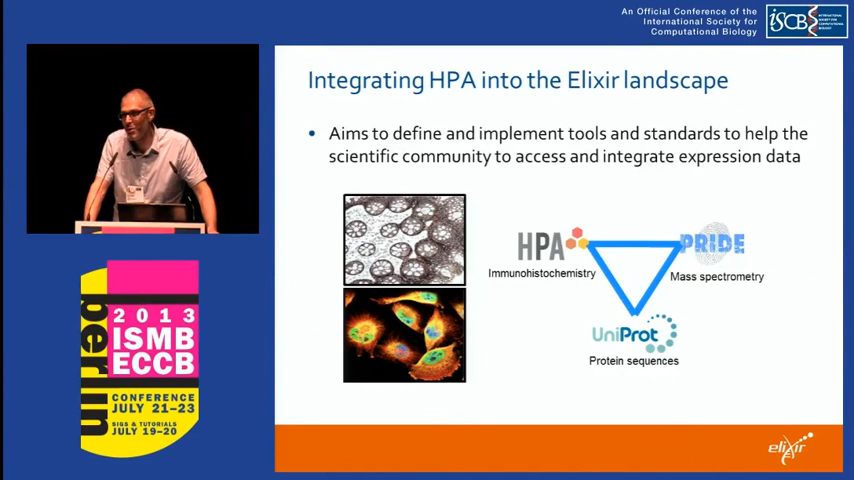 An Official Conference of the
International Society for
Computational Biology
ISCB
Integrating HPA into the Elixir landscape
• Aims to define and implement tools and standards to help the
scientific community to access and integrate expression data
HPA
Immunohistochemistry
PRIDE
Mass spectrometry
UniProt
Protein sequences
berlin
2013
ISMB
ECCB
CONFERENCE
JULY 21–23
SIGS & TUTORIALS
JULY 19–20
elixir